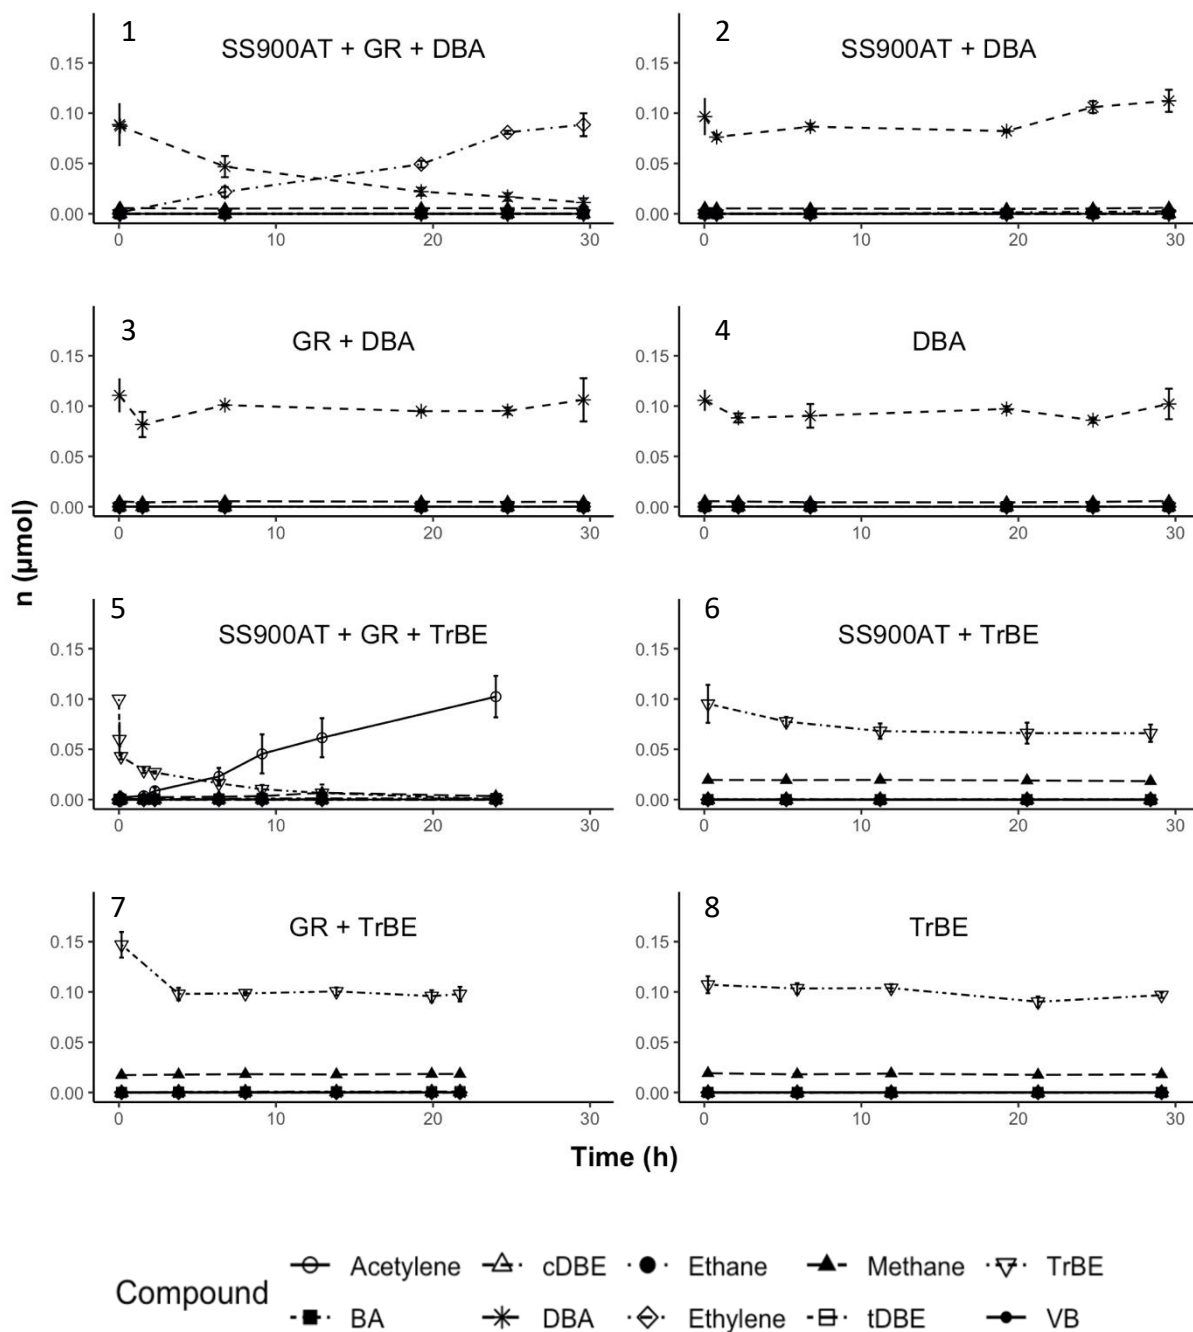 1 SS900AT + GR + DBA
0.15
0.10
0.05
0.00
0 10 20 30
2 SS900AT + DBA
0.15
0.10
0.05
0.00
0 10 20 30
3 GR + DBA
0.15
0.10
0.05
0.00
0 10 20 30
4 DBA
0.15
0.10
0.05
0.00
0 10 20 30
n (µmol)
5 SS900AT + GR + TrBE
0.15
0.10
0.05
0.00
0 10 20 30
6 SS900AT + TrBE
0.15
0.10
0.05
0.00
0 10 20 30
7 GR + TrBE
0.15
0.10
0.05
0.00
0 10 20 30
8 TrBE
0.15
0.10
0.05
0.00
0 10 20 30
Time (h)
Compound
Acetylene cDBE Ethane Methane TrBE
BA DBA Ethylene tDBE VB